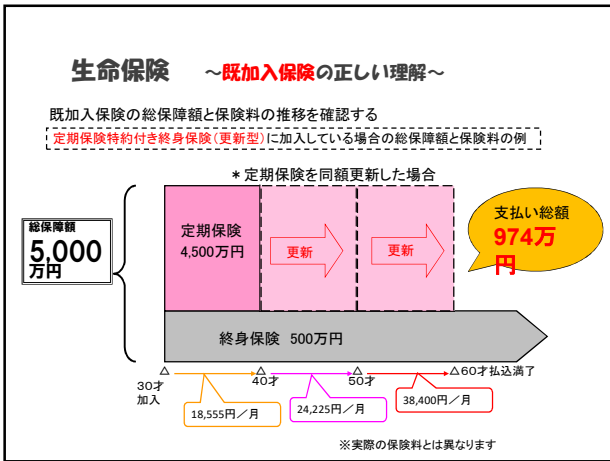 生命保険 ～既加入保険の正しい理解～
既加入保険の総保障額と保険料の推移を確認する
定期保険特約付き終身保険(更新型)に加入している場合の総保障額と保険料の例
＊定期保険を同額更新した場合
総保障額
5,000
万円
定期保険
4,500万円
更新
更新
支払い総額
974万
円
終身保険 500万円
30才
加入
40才
50才
60才払込満了
18,555円／月
24,225円／月
38,400円／月
※実際の保険料とは異なります